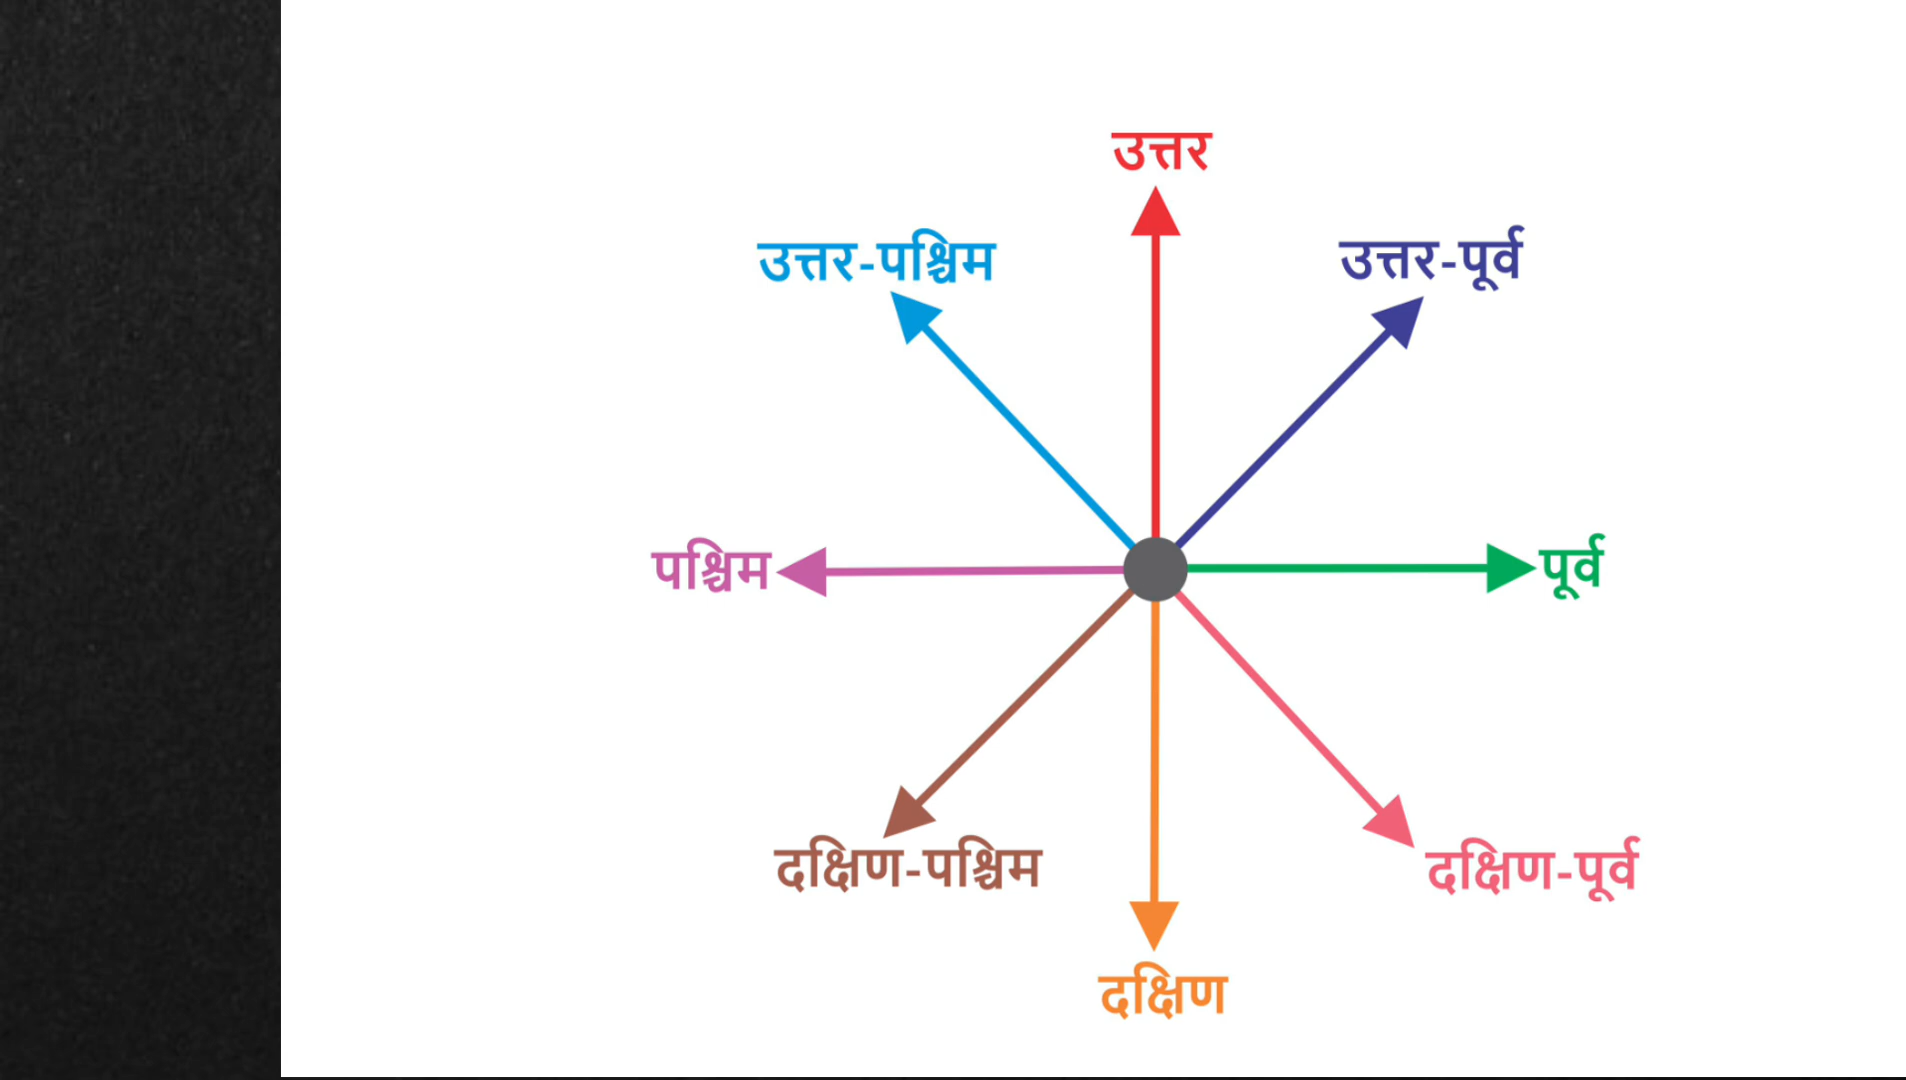 उत्तर
उत्तर-पश्चिम
उत्तर-पूर्व
पश्चिम
पूर्व
दक्षिण-पश्चिम
दक्षिण-पूर्व
दक्षिण